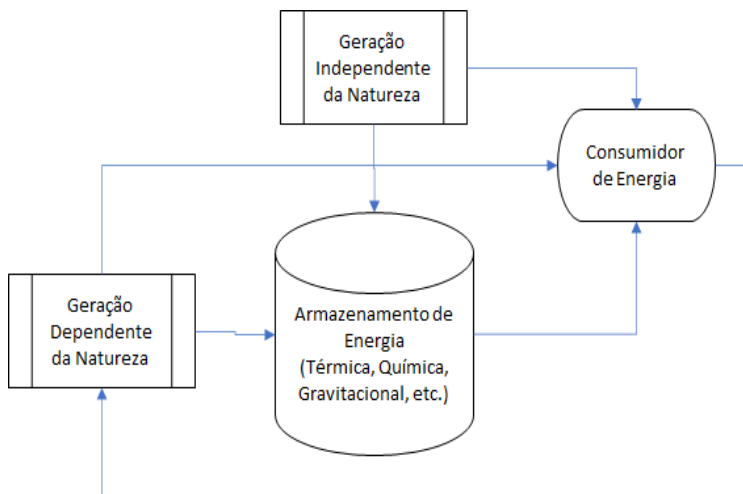 Geração
Independente
da Natureza
Consumidor
de Energia
Geração
Dependente
da Natureza
Armazenamento de
Energia
(Térmica, Química,
Gravitacional, etc.)